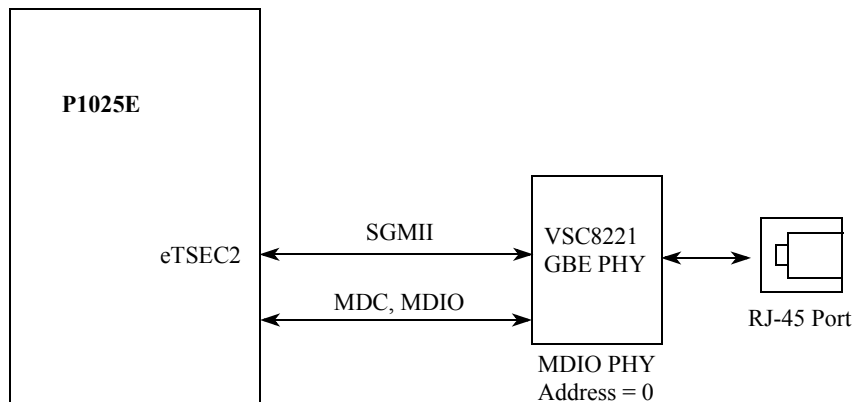 P1025E
eTSEC2
SGMII
MDC, MDIO
VSC8221
GBE PHY
MDIO PHY
Address = 0
RJ-45 Port